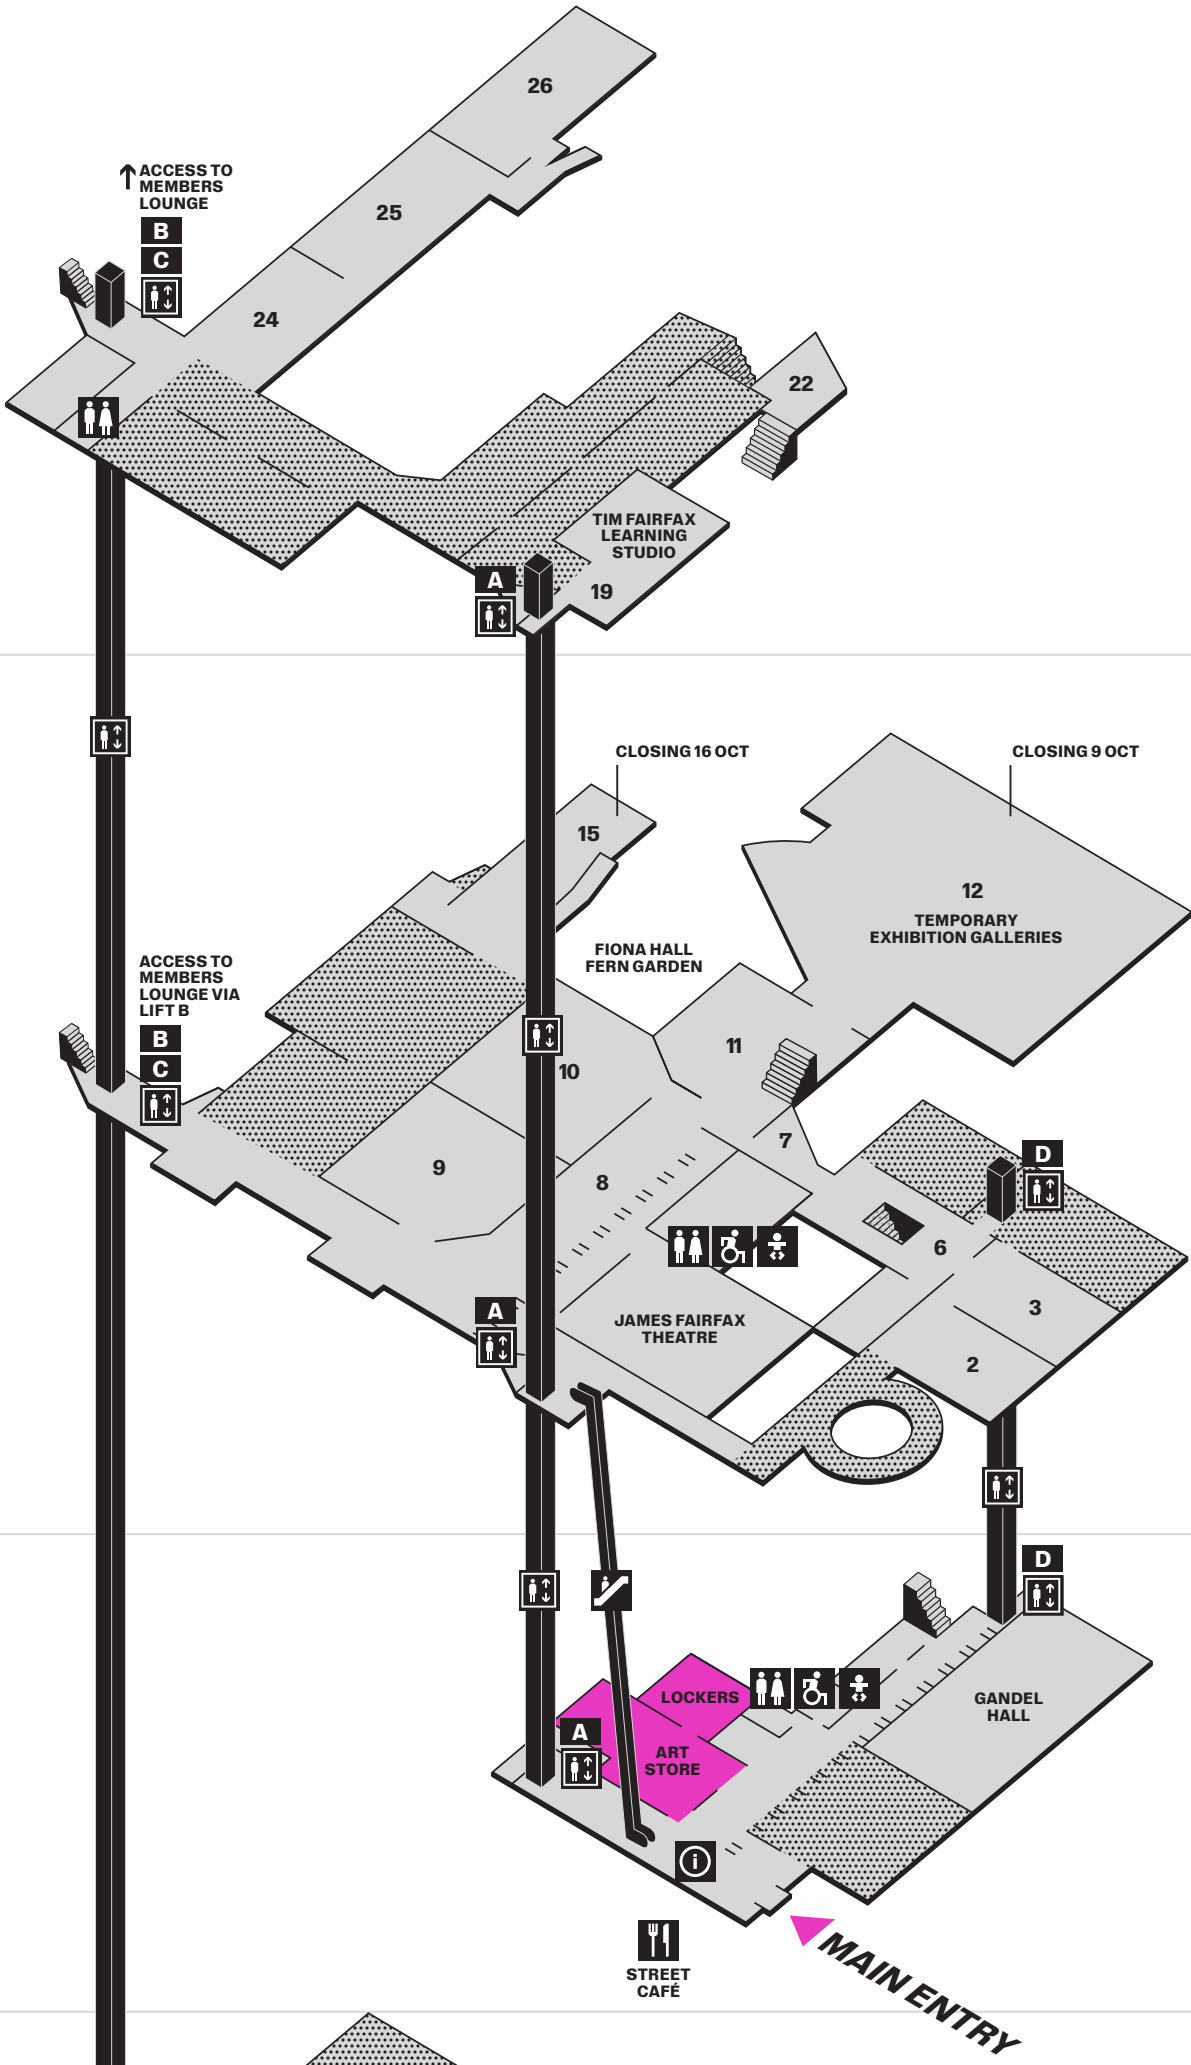 26
ACCESS TO
MEMBERS
LOUNGE
B
C
25
24
22
TIM FAIRFAX
LEARNING
STUDIO
19
A
CLOSING 16 OCT
CLOSING 9 OCT
15
12
TEMPORARY
EXHIBITION GALLERIES
FIONA HALL
FERN GARDEN
ACCESS TO
MEMBERS
LOUNGE VIA
LIFT B
B
C
11
10
9
8
7
D
6
3
2
A
JAMES FAIRFAX
THEATRE
D
LOCKERS
GANDEL
HALL
A
ART
STORE
i
STREET
CAFÉ
MAIN ENTRY